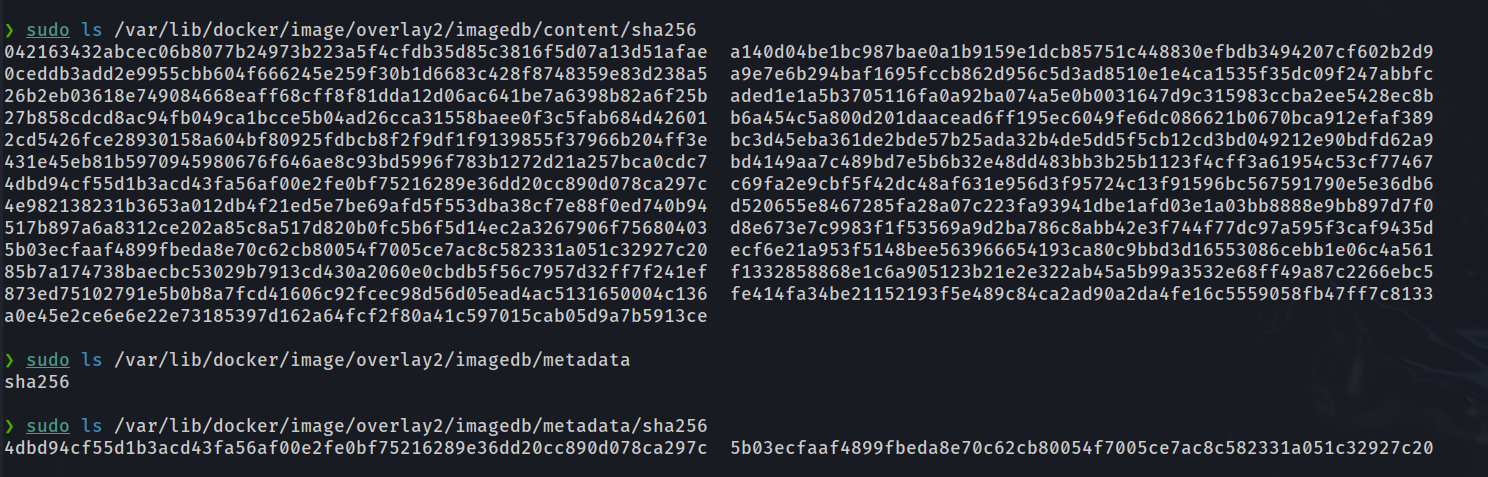 ❯ sudo ls /var/lib/docker/image/overlay2/imagedb/content/sha256
042163432abcec06b8077b24973b223a5f4cfdb35d85c3816f5d07a13d51afae  a140d04be1bc987bae0a1b9159e1dcb85751c448830efbdb3494207cf602b2d9
0ceddb3add2e9955cbb604f666245e259f30b1d6683c428f8748359e83d238a5  a9e7e6b294baf1695fccb862d956c5d3ad8510e1e4ca1535f35dc09f247abbfc
26b2eb03618e749084668eaff68cff8f81dda12d06ac641be7a6398b82a6f25b  aded1e1a5b3705116fa0a92ba074a5e0b0031647d9c315983ccba2ee5428ec8b
27b858cdcd8ac94fb049ca1bcce5b04ad26cca31558baee0f3c5fab684d42601  b6a454c5a800d201daacead6ff195ec6049fe6dc086621b0670bca912efaf389
2cd5426fce28930158a604bf80925fdbcb8f2f9df1f9139855f37966b204ff3e  bc3d45eba361de2bde57b25ada32b4de5dd5f5cb12cd3bd049212e90bdfd62a9
431e45eb81b5970945980676f646ae8c93bd5996f783b1272d21a257bca0cdc7  bd4149aa7c489bd7e5b6b32e48dd483bb3b25b1123f4cff3a61954c53cf77467
4dbd94cf55d1b3acd43fa56af00e2fe0bf75216289e36dd20cc890d078ca297c  c69fa2e9cbf5f42dc48af631e956d3f95724c13f91596bc567591790e5e36db6
4e982138231b3653a012db4f21ed5e7be69afd5f553dba38cf7e88f0ed740b94  d520655e8467285fa28a07c223fa93941dbe1afd03e1a03bb8888e9bb897d7f0
517b897a6a8312ce202a85c8a517d820b0fc5b6f5d14ec2a3267906f75680403  d8e673e7c9983f1f53569a9d2ba786c8abb42e3f744f77dc97a595f3caf9435d
5b03ecfaaf4899fbeda8e70c62cb80054f7005ce7ac8c582331a051c32927c20  ecf6e21a953f5148bee563966654193ca80c9bbd3d16553086cebb1e06c4a561
85b7a174738baecbc53029b7913cd430a2060e0cbdb5f56c7957d32ff7f241ef  f1332858868e1c6a905123b21e2e322ab45a5b99a3532e68ff49a87c2266ebc5
873ed75102791e5b0b8a7fcd41606c92fcec98d56d05ead4ac5131650004c136  fe414fa34be21152193f5e489c84ca2ad90a2da4fe16c5559058fb47ff7c8133
a0e45e2ce6e6e22e73185397d162a64fcf2f80a41c597015cab05d9a7b5913ce
❯ sudo ls /var/lib/docker/image/overlay2/imagedb/metadata
sha256
❯ sudo ls /var/lib/docker/image/overlay2/imagedb/metadata/sha256
4dbd94cf55d1b3acd43fa56af00e2fe0bf75216289e36dd20cc890d078ca297c  5b03ecfaaf4899fbeda8e70c62cb80054f7005ce7ac8c582331a051c32927c20